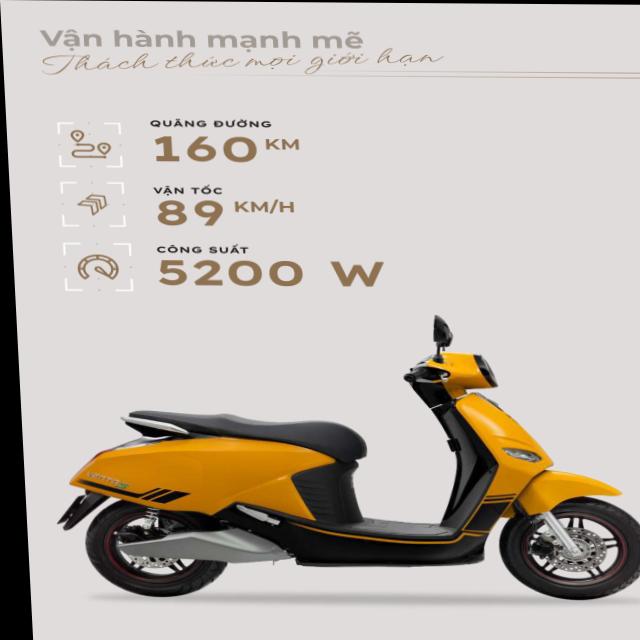 Vận hành mạnh mẽ
Thách thức mọi giới hạn
QUÃNG ĐƯỜNG
160 KM
VẬN TỐC
89 KM/H
CÔNG SUẤT
5200 W